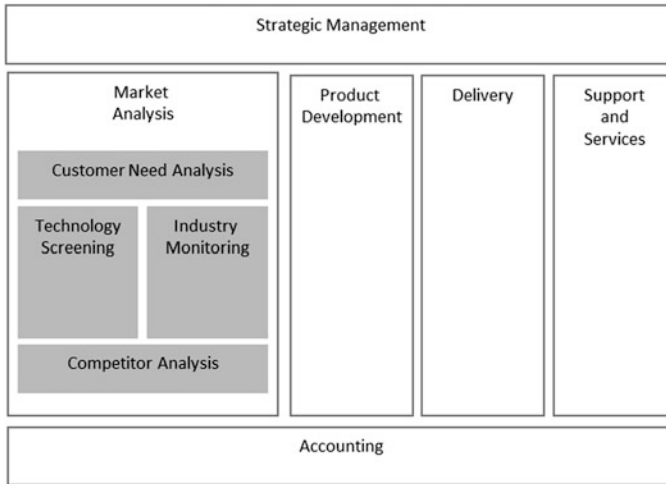 Strategic Management
Market
Analysis
Customer Need Analysis
Technology
Screening
Industry
Monitoring
Competitor Analysis
Product
Development
Delivery
Support
and
Services
Accounting